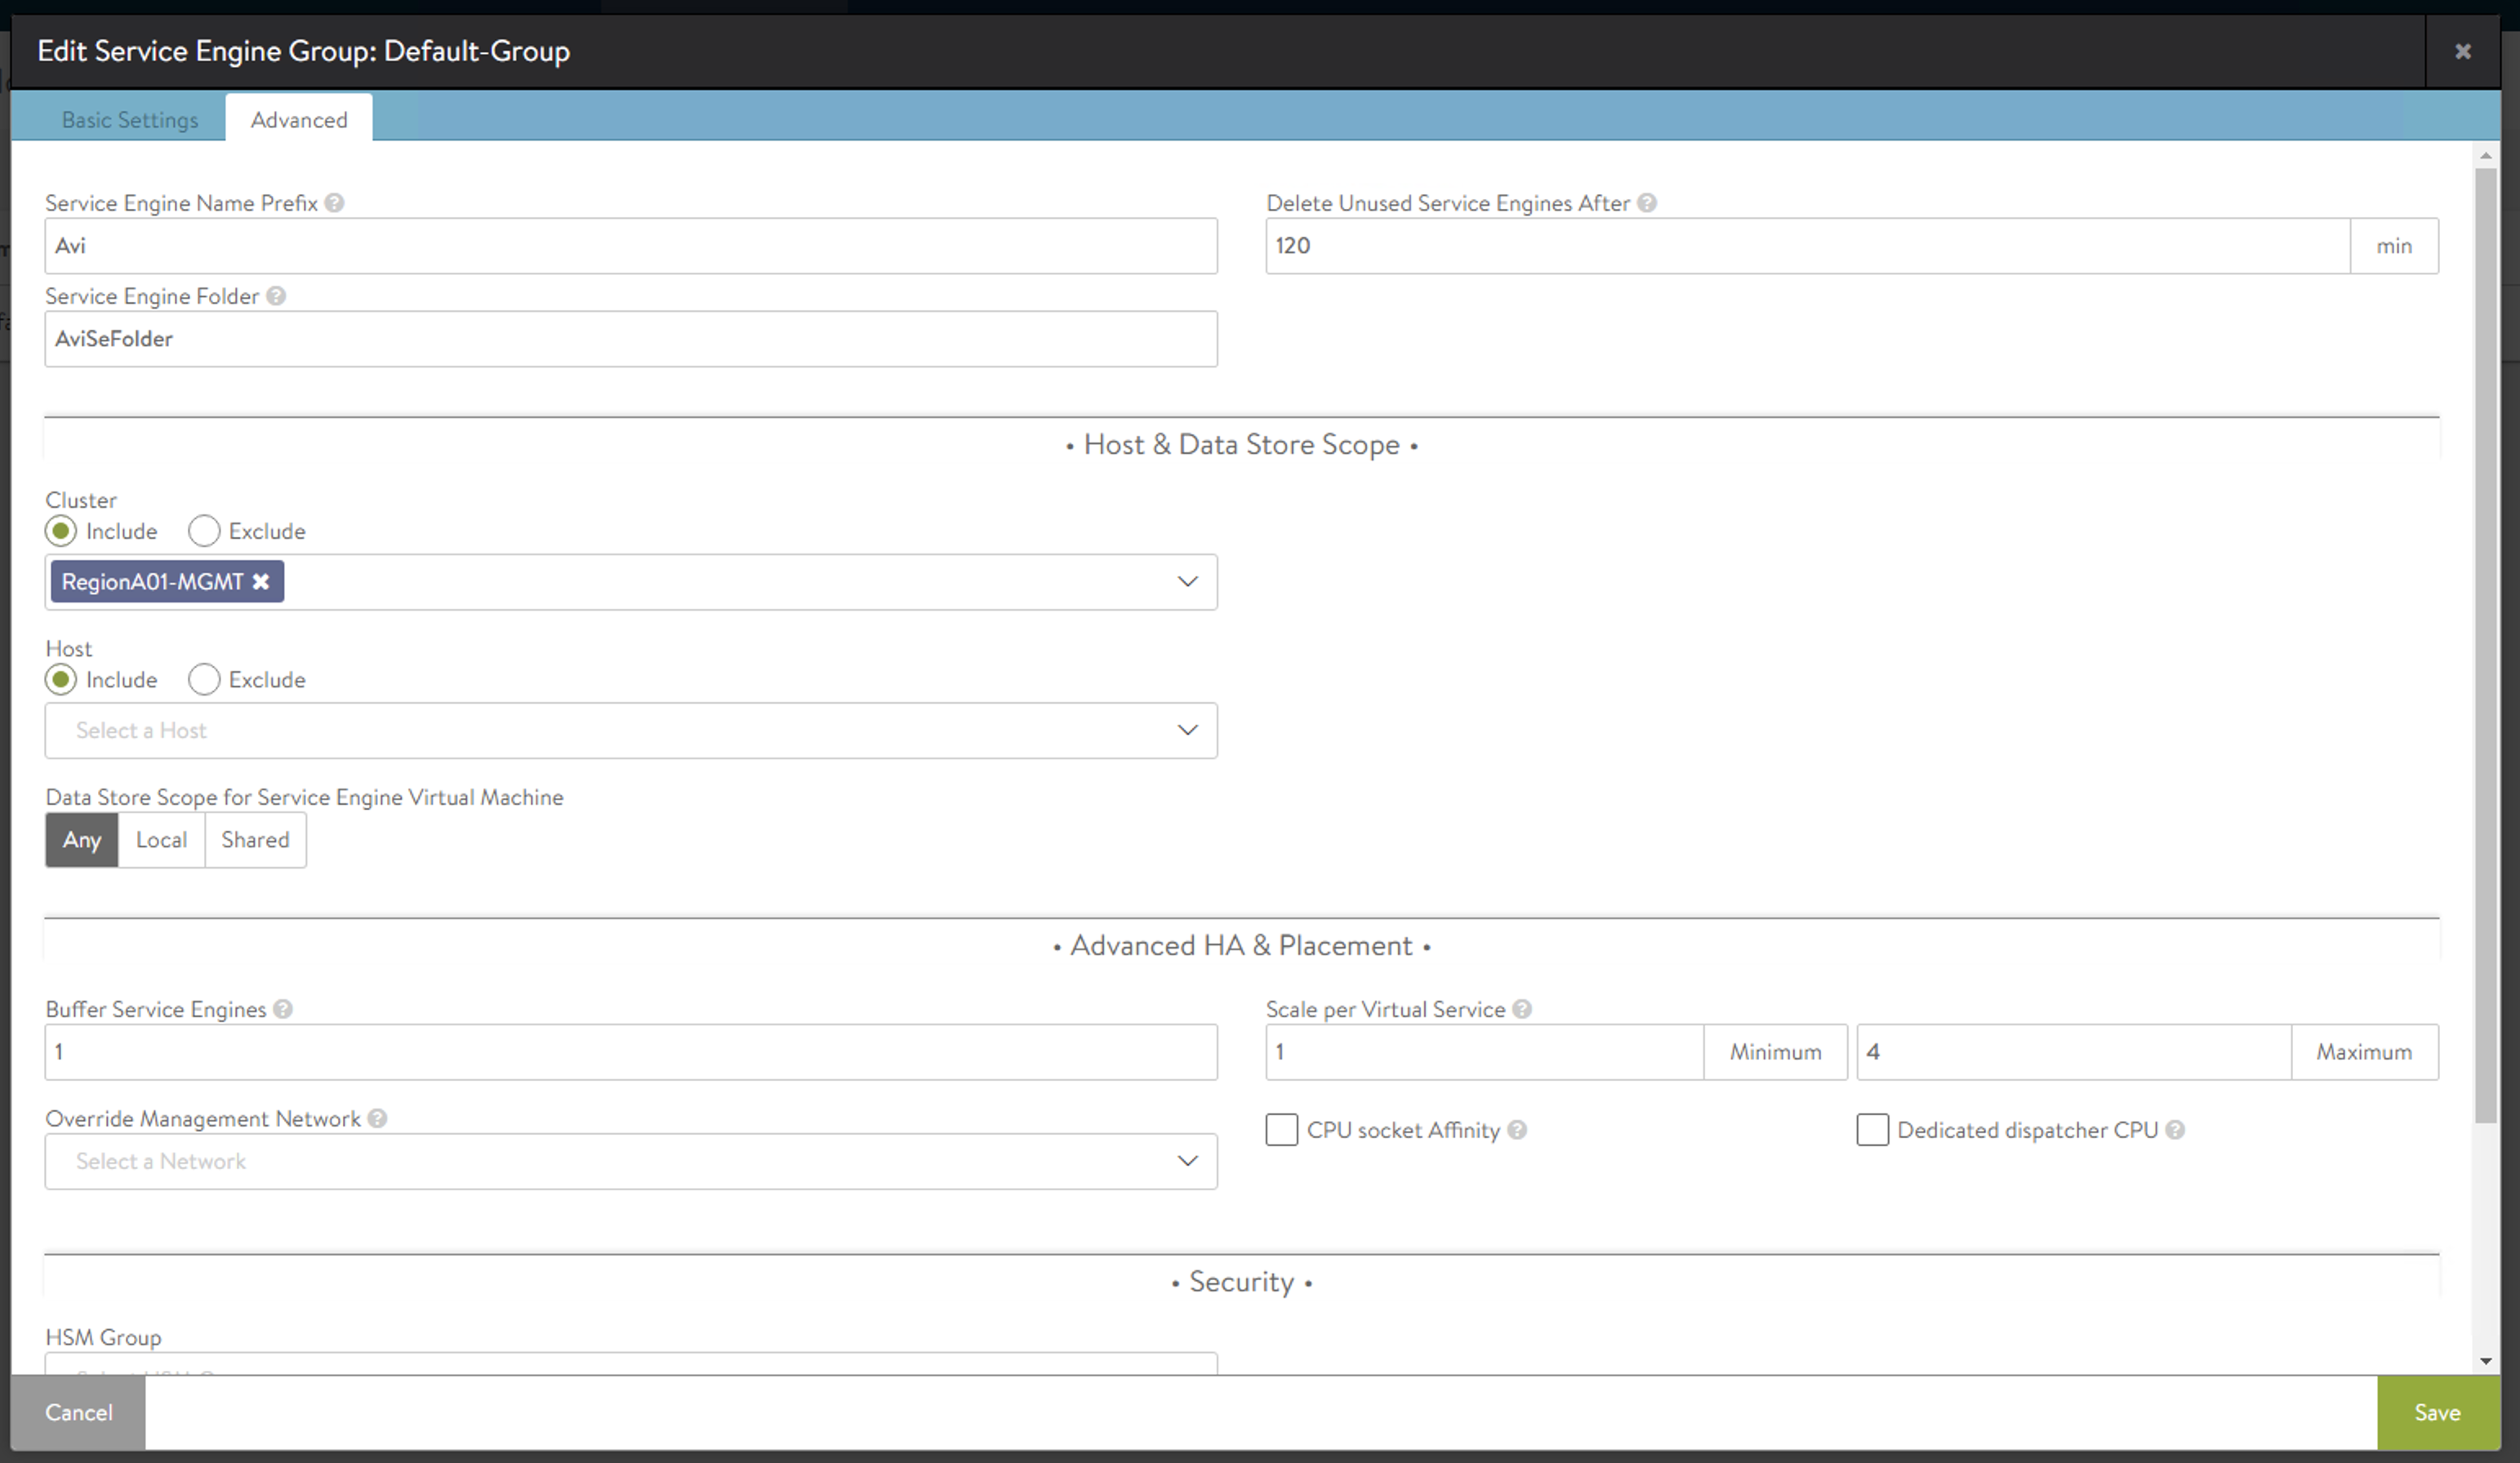 Edit Service Engine Group: Default-Group
Basic Settings
Advanced
Service Engine Name Prefix
Delete Unused Service Engines After
Avi
120
min
Service Engine Folder
AviSeFolder
• Host & Data Store Scope •
Cluster
Include
Exclude
RegionA01-MGMT
Host
Include
Exclude
Select a Host
Data Store Scope for Service Engine Virtual Machine
Any
Local
Shared
• Advanced HA & Placement •
Buffer Service Engines
Scale per Virtual Service
1
1
Minimum
4
Maximum
Override Management Network
CPU socket Affinity
Dedicated dispatcher CPU
Select a Network
• Security •
HSM Group
Cancel
Save